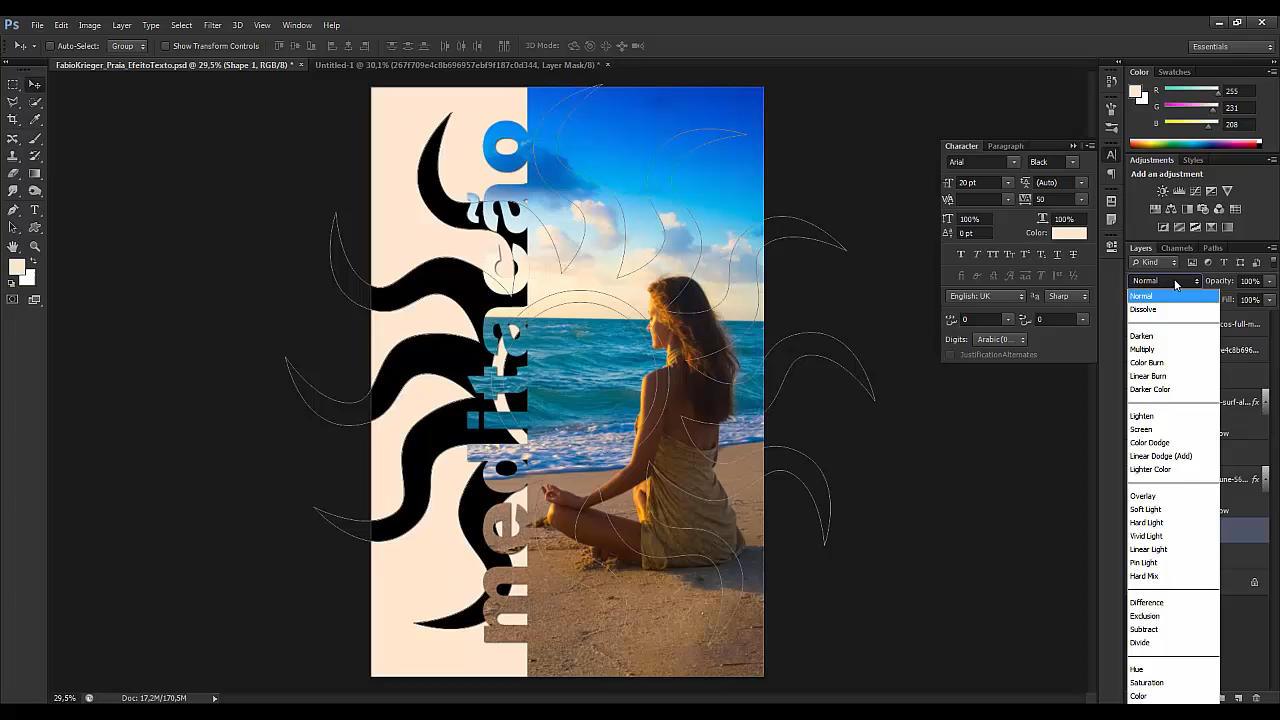 Ps File Edit Image Layer Type Select Filter 3D View Window Help
Auto-Select: Group Show Transform Controls 3D Mode: Essentials
FabioKrieger_Praia_EfeitoTexto.psd @ 29,5% (Shape 1, RGB/8) * × Untitled-1 @ 30,1% (267f709e4c8b696957ebf9f187c0d344, Layer Mask/8) * ×
Color Swatches
R 255
G 231
B 208
Character Paragraph
Arial Black
20 pt (Auto)
50
100% 100%
0 pt Color:
T T TT Tr T T T T
English: UK Sharp
0 0
Digits: Arabic (0...
JustificationAlternates
Adjustments Styles
Add an adjustment
Layers Channels Paths
Kind
Normal Opacity: 100%
Fill: 100%
Normal
Dissolve
Darken
Multiply
Color Burn
Linear Burn
Darker Color
Lighten
Screen
Color Dodge
Linear Dodge (Add)
Lighter Color
Overlay
Soft Light
Hard Light
Vivid Light
Linear Light
Pin Light
Hard Mix
Difference
Exclusion
Subtract
Divide
Hue
Saturation
Color
meditação
29,5% Doc: 17,2M/170,5M